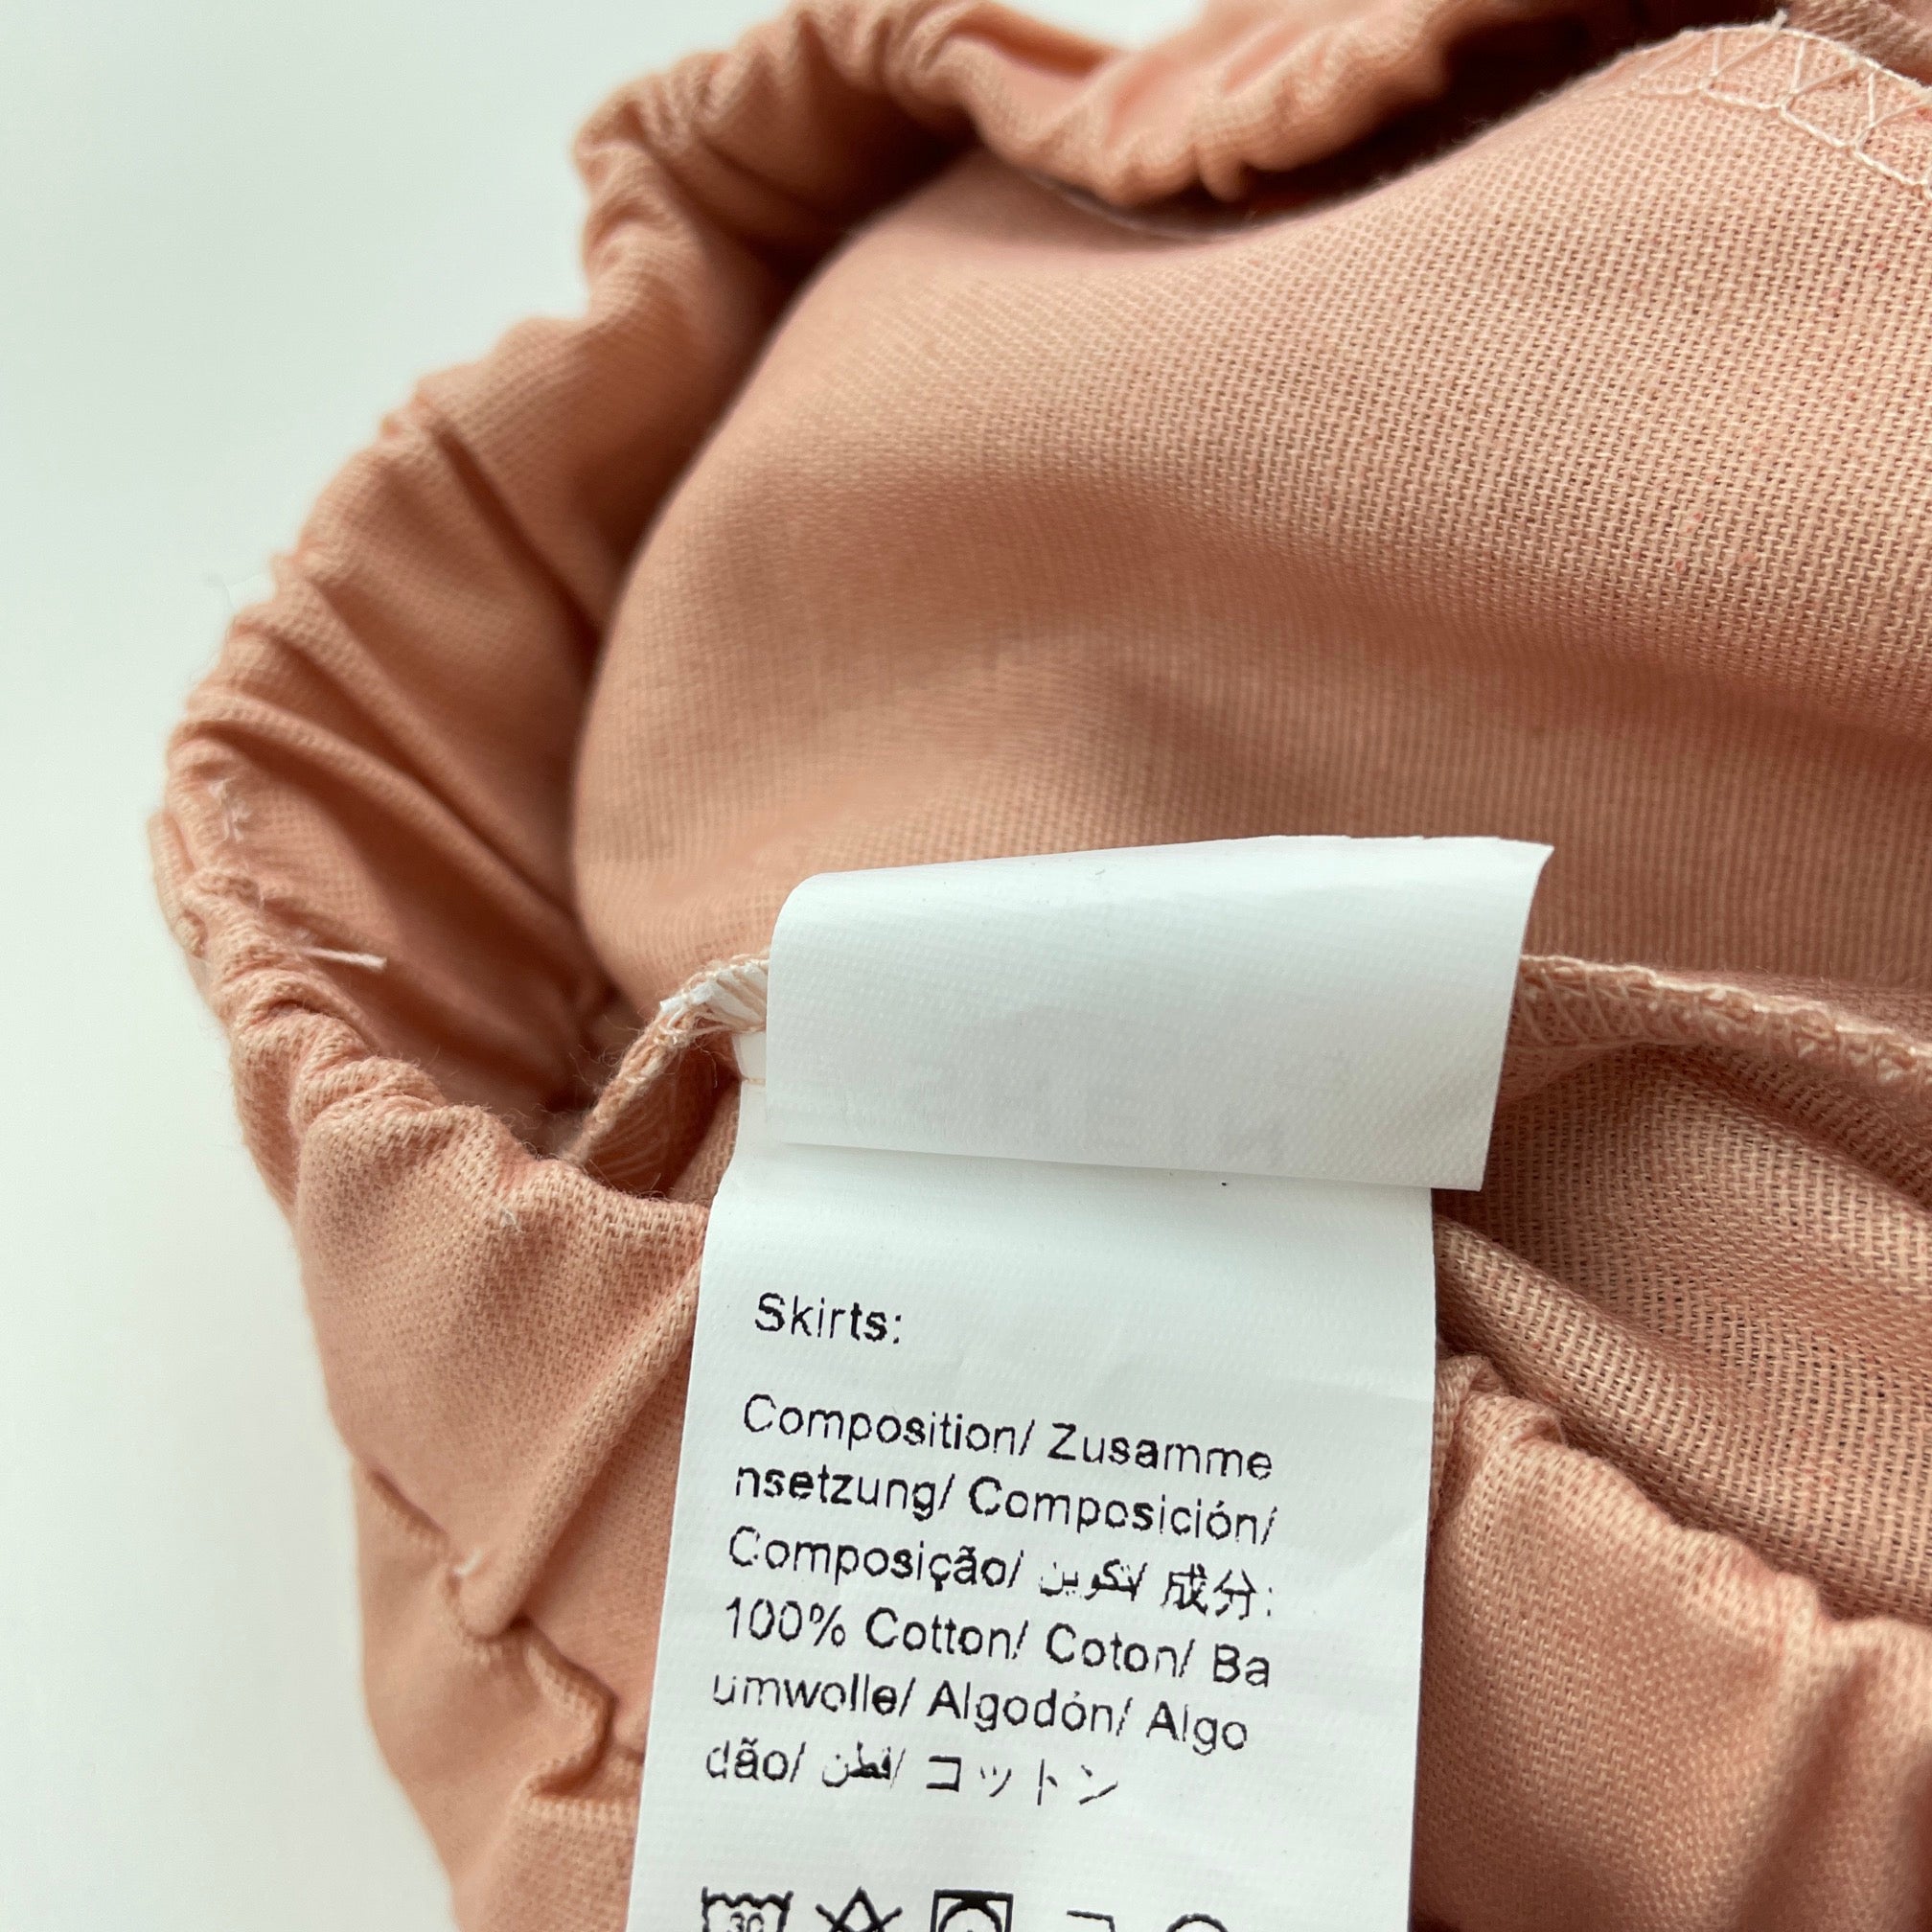 Skirts:
Composition/ Zusamme
nsetzung/ Composición/
Composição/ تكوين/ 成分:
100% Cotton/ Coton/ Ba
umwolle/ Algodón/ Algo
dão/ قطن/ コットン
30